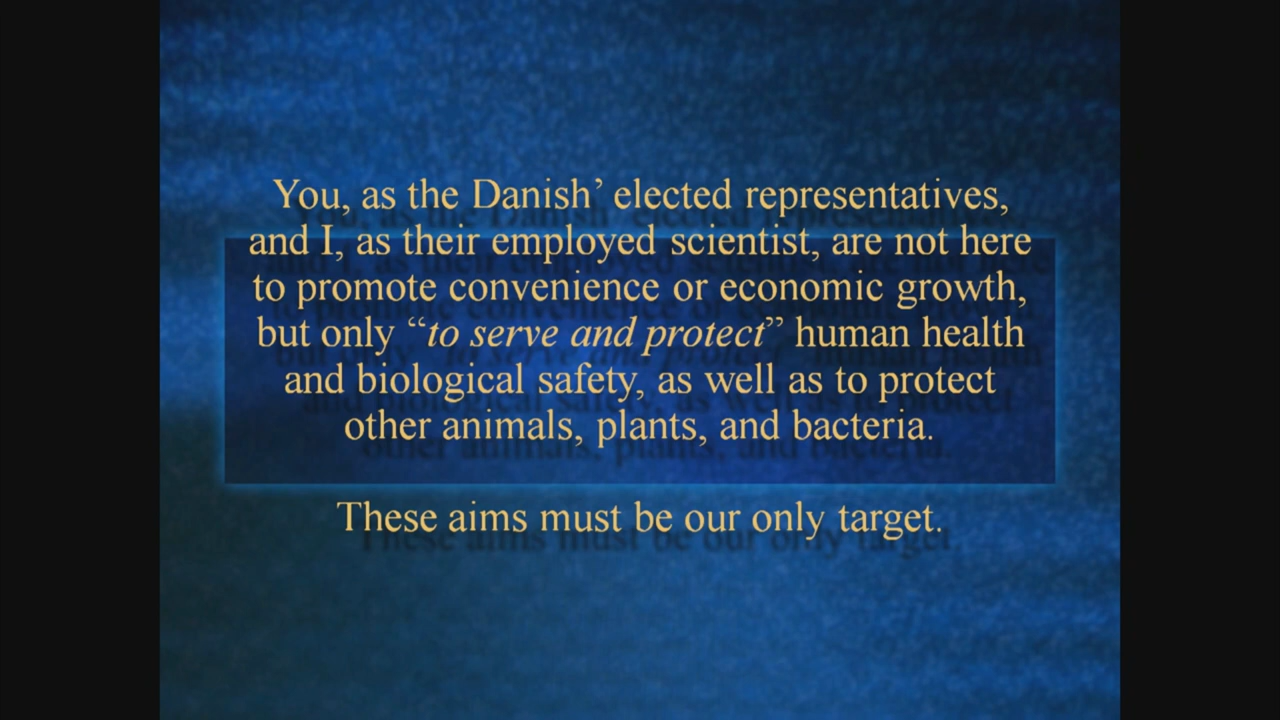 You, as the Danish’ elected representatives,
and I, as their employed scientist, are not here
to promote convenience or economic growth,
but only “to serve and protect” human health
and biological safety, as well as to protect
other animals, plants, and bacteria.
These aims must be our only target.